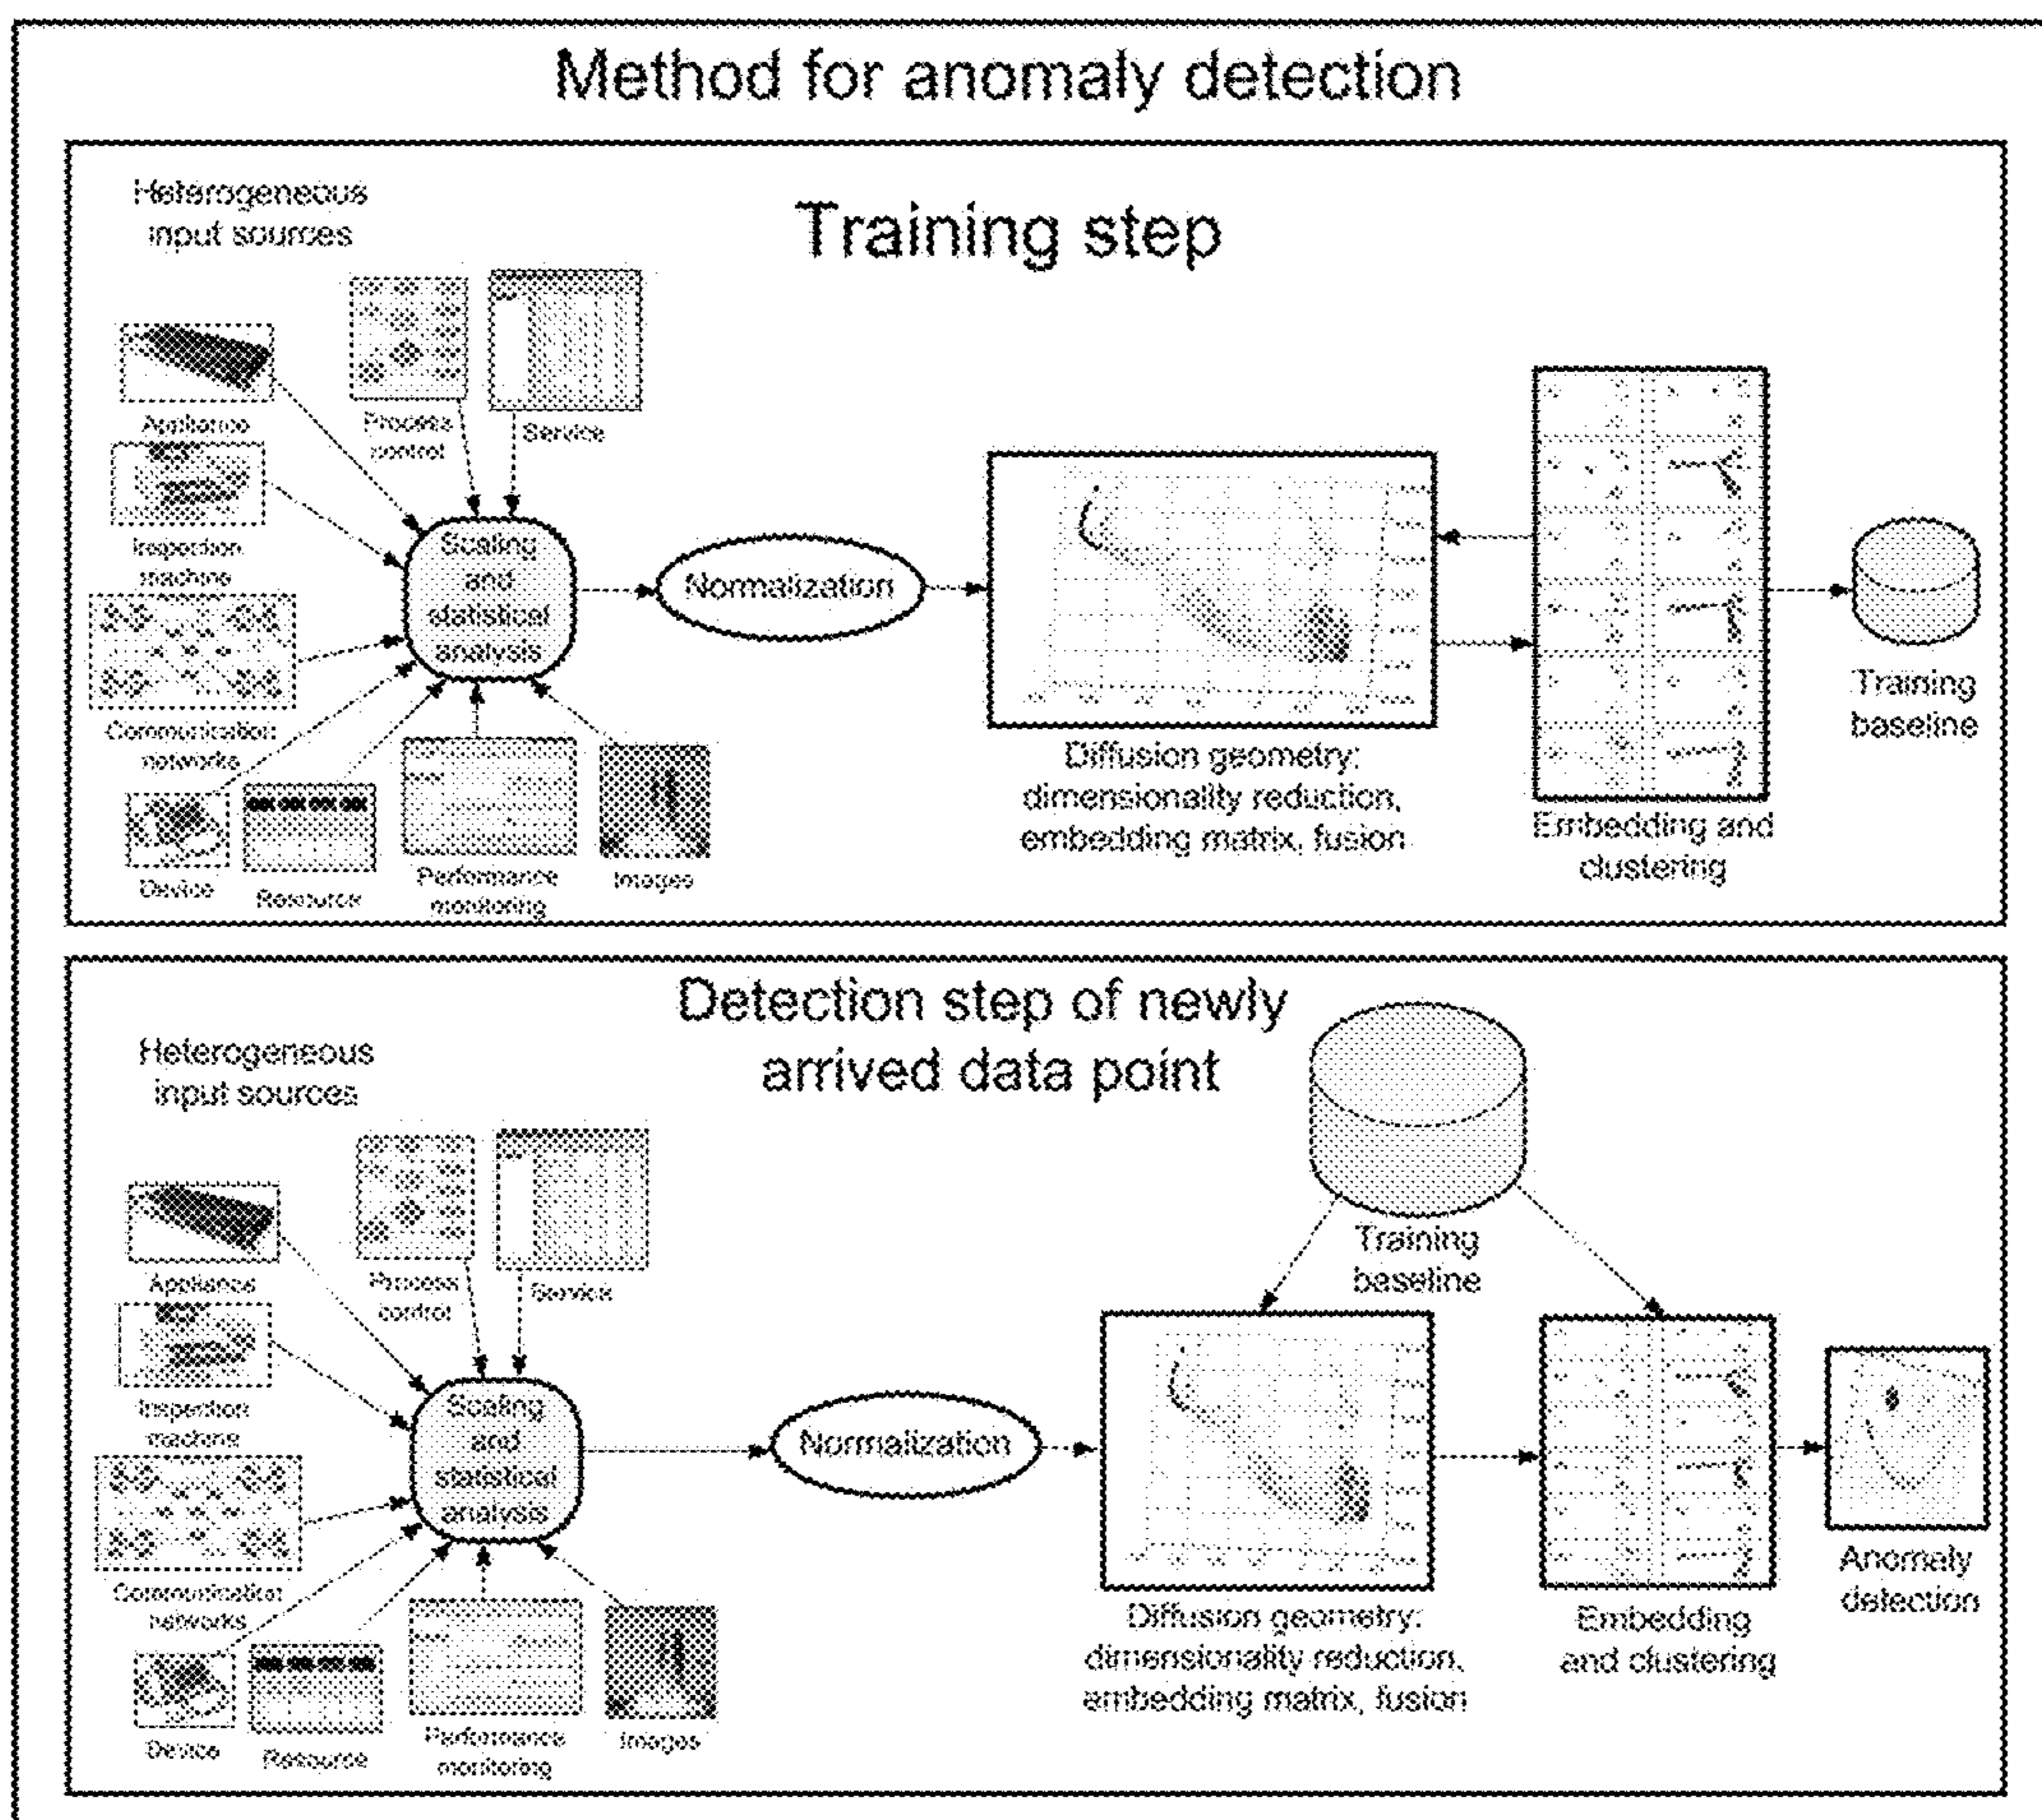 Method for anomaly detection
Heterogeneous
input sources
Training step
Appliance
Process
control
Service
Inspection
machine
Scaling
and
statistical
analysis
Normalization
Communication
networks
Device
Resource
Performance
monitoring
Images
Diffusion geometry:
dimensionality reduction,
embedding matrix, fusion
Embedding and
clustering
Training
baseline
Detection step of newly
arrived data point
Heterogeneous
input sources
Appliance
Process
control
Service
Inspection
machine
Scaling
and
statistical
analysis
Normalization
Communication
networks
Device
Resource
Performance
monitoring
Images
Training
baseline
Diffusion geometry:
dimensionality reduction,
embedding matrix, fusion
Embedding
and clustering
Anomaly
detection